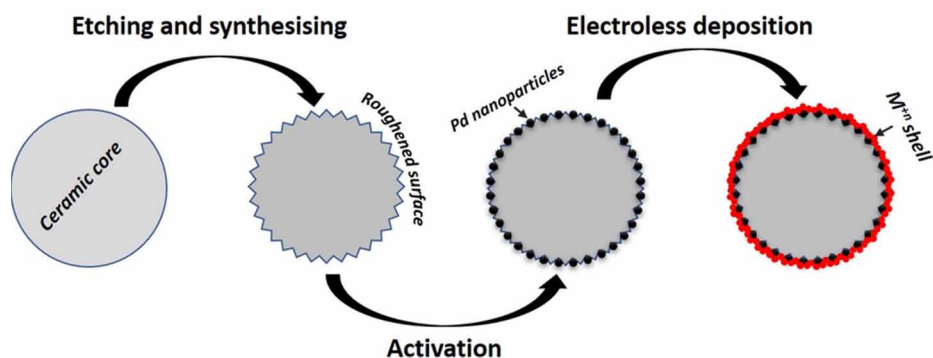 Etching and synthesising
Electroless deposition
Ceramic core
Roughened surface
Pd nanoparticles
M⁺ⁿ shell
Activation